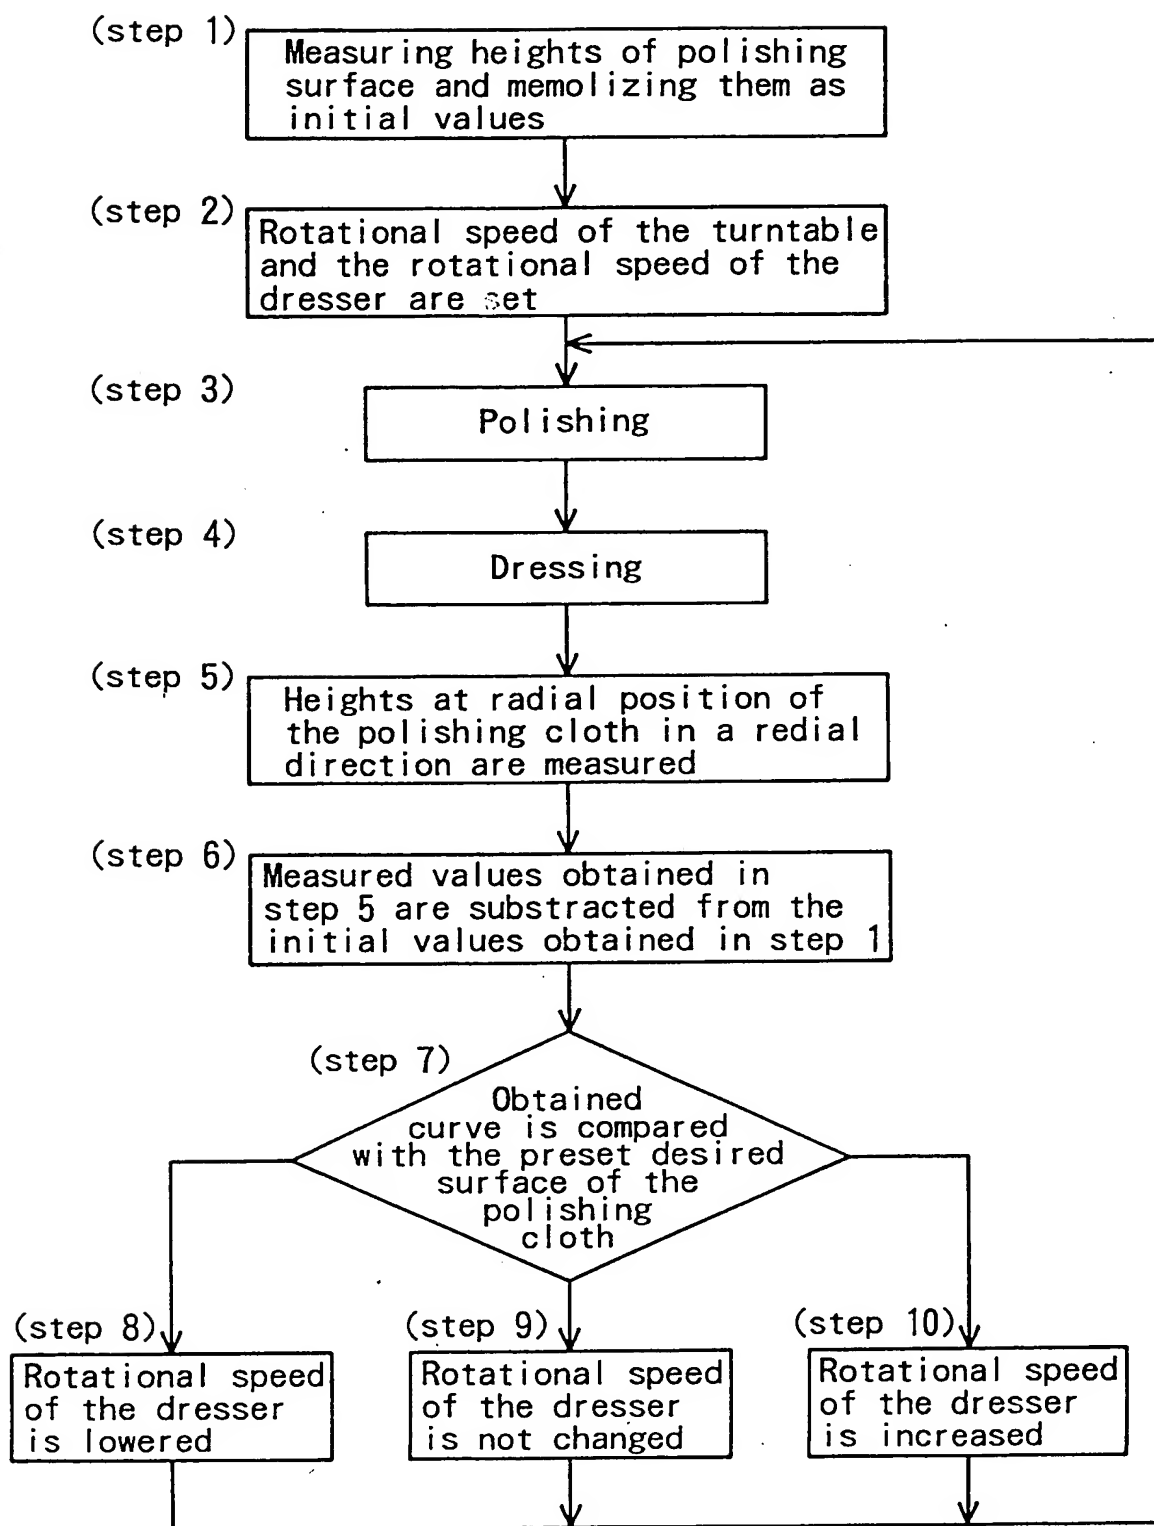 (step 1)
Measuring heights of polishing
surface and memolizing them as
initial values
(step 2)
Rotational speed of the turntable
and the rotational speed of the
dresser are set
(step 3)
Polishing
(step 4)
Dressing
(step 5)
Heights at radial position of
the polishing cloth in a redial
direction are measured
(step 6)
Measured values obtained in
step 5 are substracted from the
initial values obtained in step 1
(step 7)
Obtained
curve is compared
with the preset desired
surface of the
polishing
cloth
(step 8)
Rotational speed
of the dresser
is lowered
(step 9)
Rotational speed
of the dresser
is not changed
(step 10)
Rotational speed
of the dresser
is increased